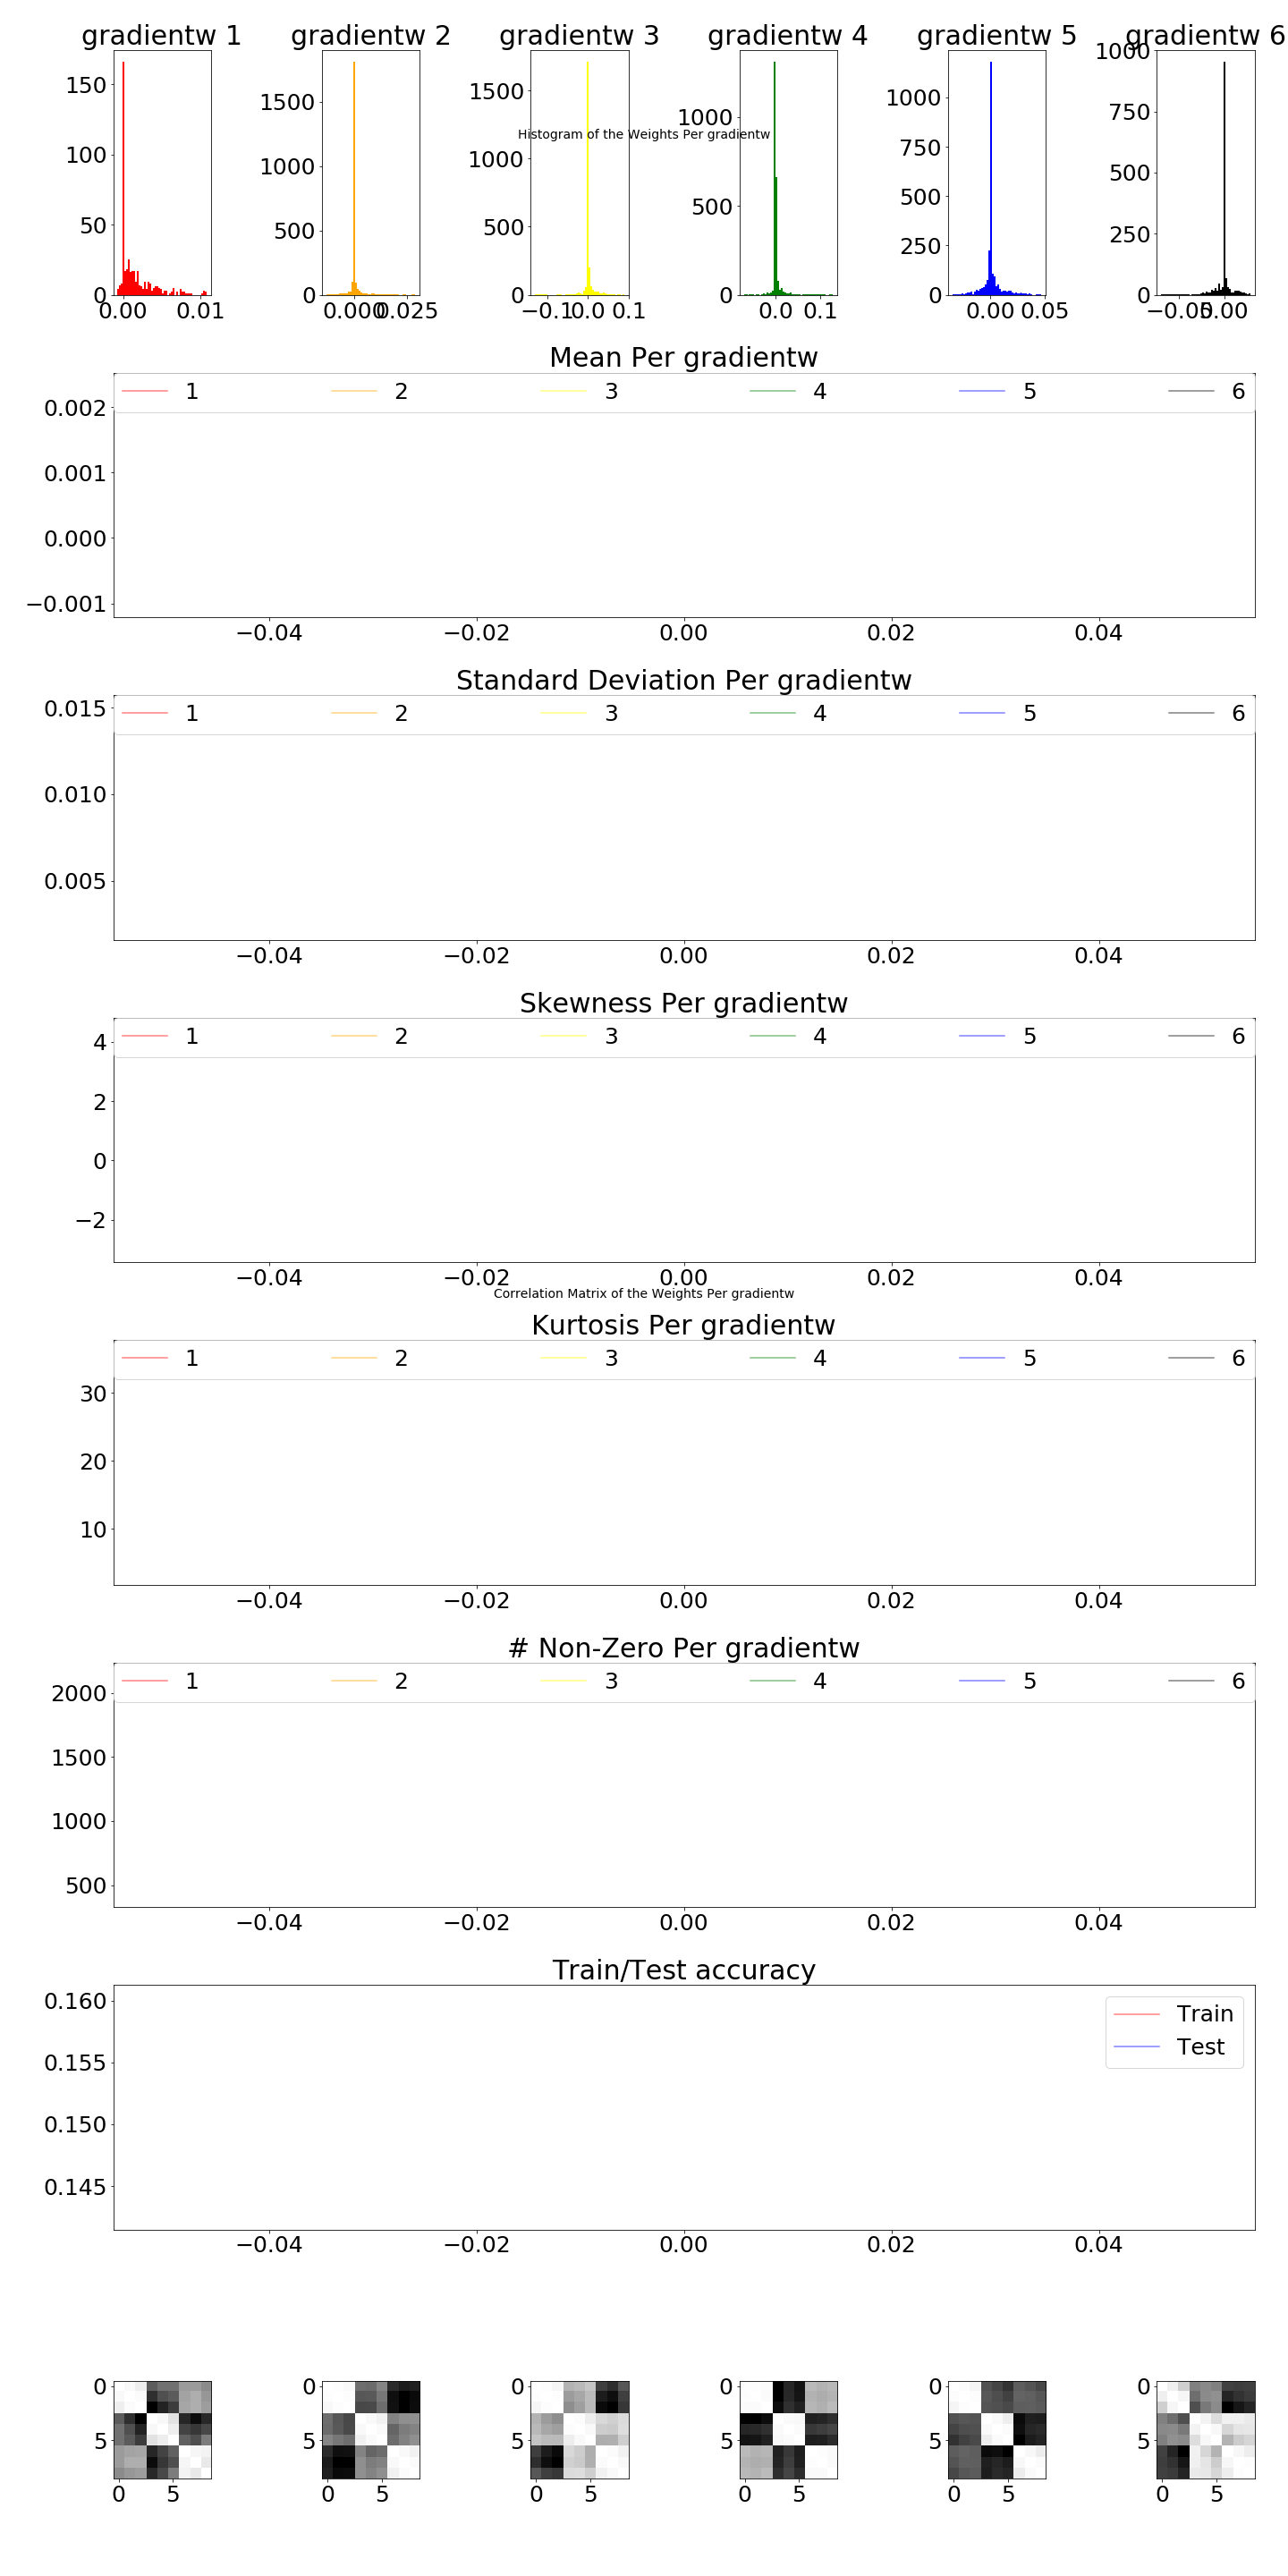 gradientw 1 gradientw 2 gradientw 3 gradientw 4 gradientw 5 gradientw 6
150
100
50
0
0.00 0.01
1500
1000
500
0
0.000 0.025
1500
1000
500
0
−0.1 0.0 0.1
1000
500
0.0 0.1
1000
750
500
250
0
0.00 0.05
1000
750
500
250
0
−0.05 0.00
Histogram of the Weights Per gradientw
Mean Per gradientw
1 2 3 4 5 6
0.002
0.001
0.000
−0.001
−0.04 −0.02 0.00 0.02 0.04
Standard Deviation Per gradientw
1 2 3 4 5 6
0.015
0.010
0.005
−0.04 −0.02 0.00 0.02 0.04
Skewness Per gradientw
1 2 3 4 5 6
4
2
0
−2
−0.04 −0.02 0.00 0.02 0.04
Correlation Matrix of the Weights Per gradientw
Kurtosis Per gradientw
1 2 3 4 5 6
30
20
10
−0.04 −0.02 0.00 0.02 0.04
# Non-Zero Per gradientw
1 2 3 4 5 6
2000
1500
1000
500
−0.04 −0.02 0.00 0.02 0.04
Train/Test accuracy
Train
Test
0.160
0.155
0.150
0.145
−0.04 −0.02 0.00 0.02 0.04
0 0 0 0 0 0
5 5 5 5 5 5
0 5 0 5 0 5 0 5 0 5 0 5